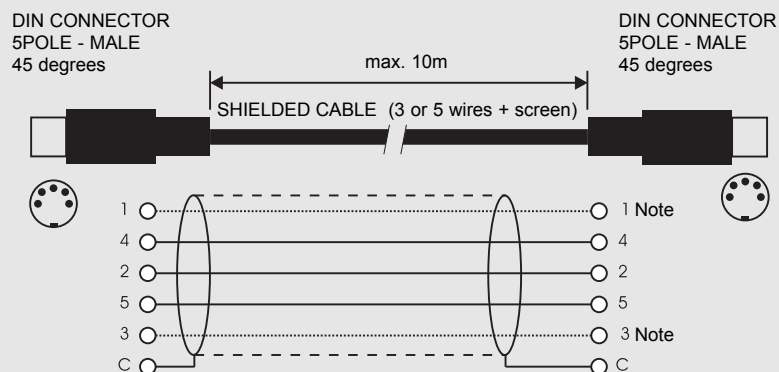 DIN CONNECTOR
5POLE - MALE
45 degrees
DIN CONNECTOR
5POLE - MALE
45 degrees
max. 10m
SHIELDED CABLE (3 or 5 wires + screen)
1 1 Note
4 4
2 2
5 5
3 3 Note
C C